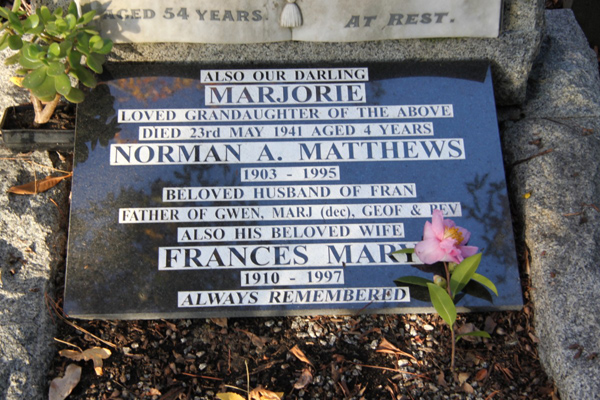 AGED 54 YEARS.
AT REST.
ALSO OUR DARLING
MARJORIE
LOVED GRANDAUGHTER OF THE ABOVE
DIED 23rd MAY 1941 AGED 4 YEARS
NORMAN A. MATTHEWS
1903 - 1995
BELOVED HUSBAND OF FRAN
FATHER OF GWEN, MARJ (dec), GEOF & BEV
ALSO HIS BELOVED WIFE
FRANCES MARY
1910 - 1997
ALWAYS REMEMBERED